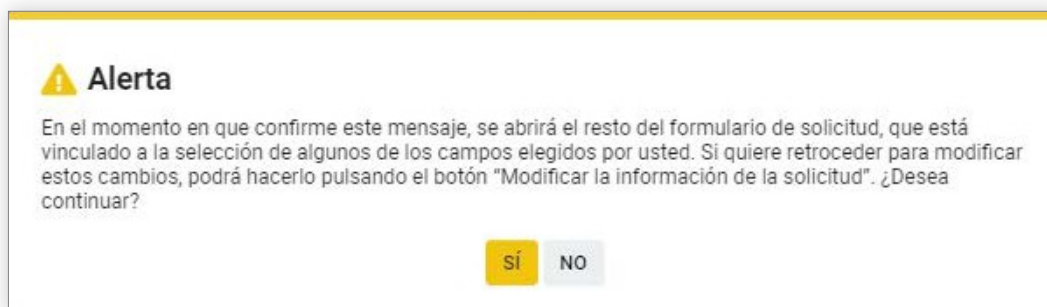 Alerta
En el momento en que confirme este mensaje, se abrirá el resto del formulario de solicitud, que está
vinculado a la selección de algunos de los campos elegidos por usted. Si quiere retroceder para modificar
estos cambios, podrá hacerlo pulsando el botón “Modificar la información de la solicitud”. ¿Desea
continuar?
SÍ NO